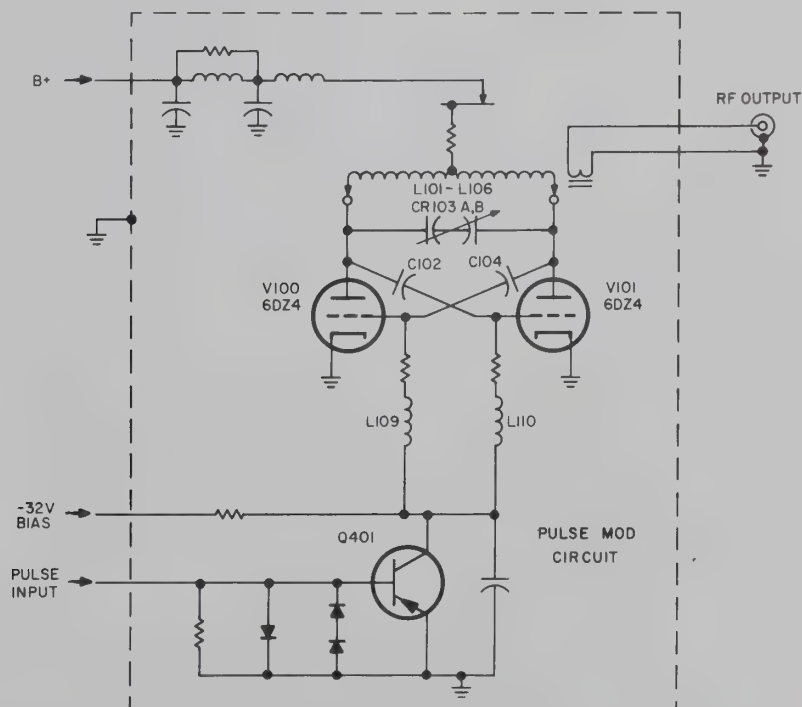 B+
RF OUTPUT
L101-L106
CR103 A,B
C102
C104
V100
6DZ4
V101
6DZ4
L109
L110
-32V
BIAS
Q401
PULSE MOD
CIRCUIT
PULSE
INPUT